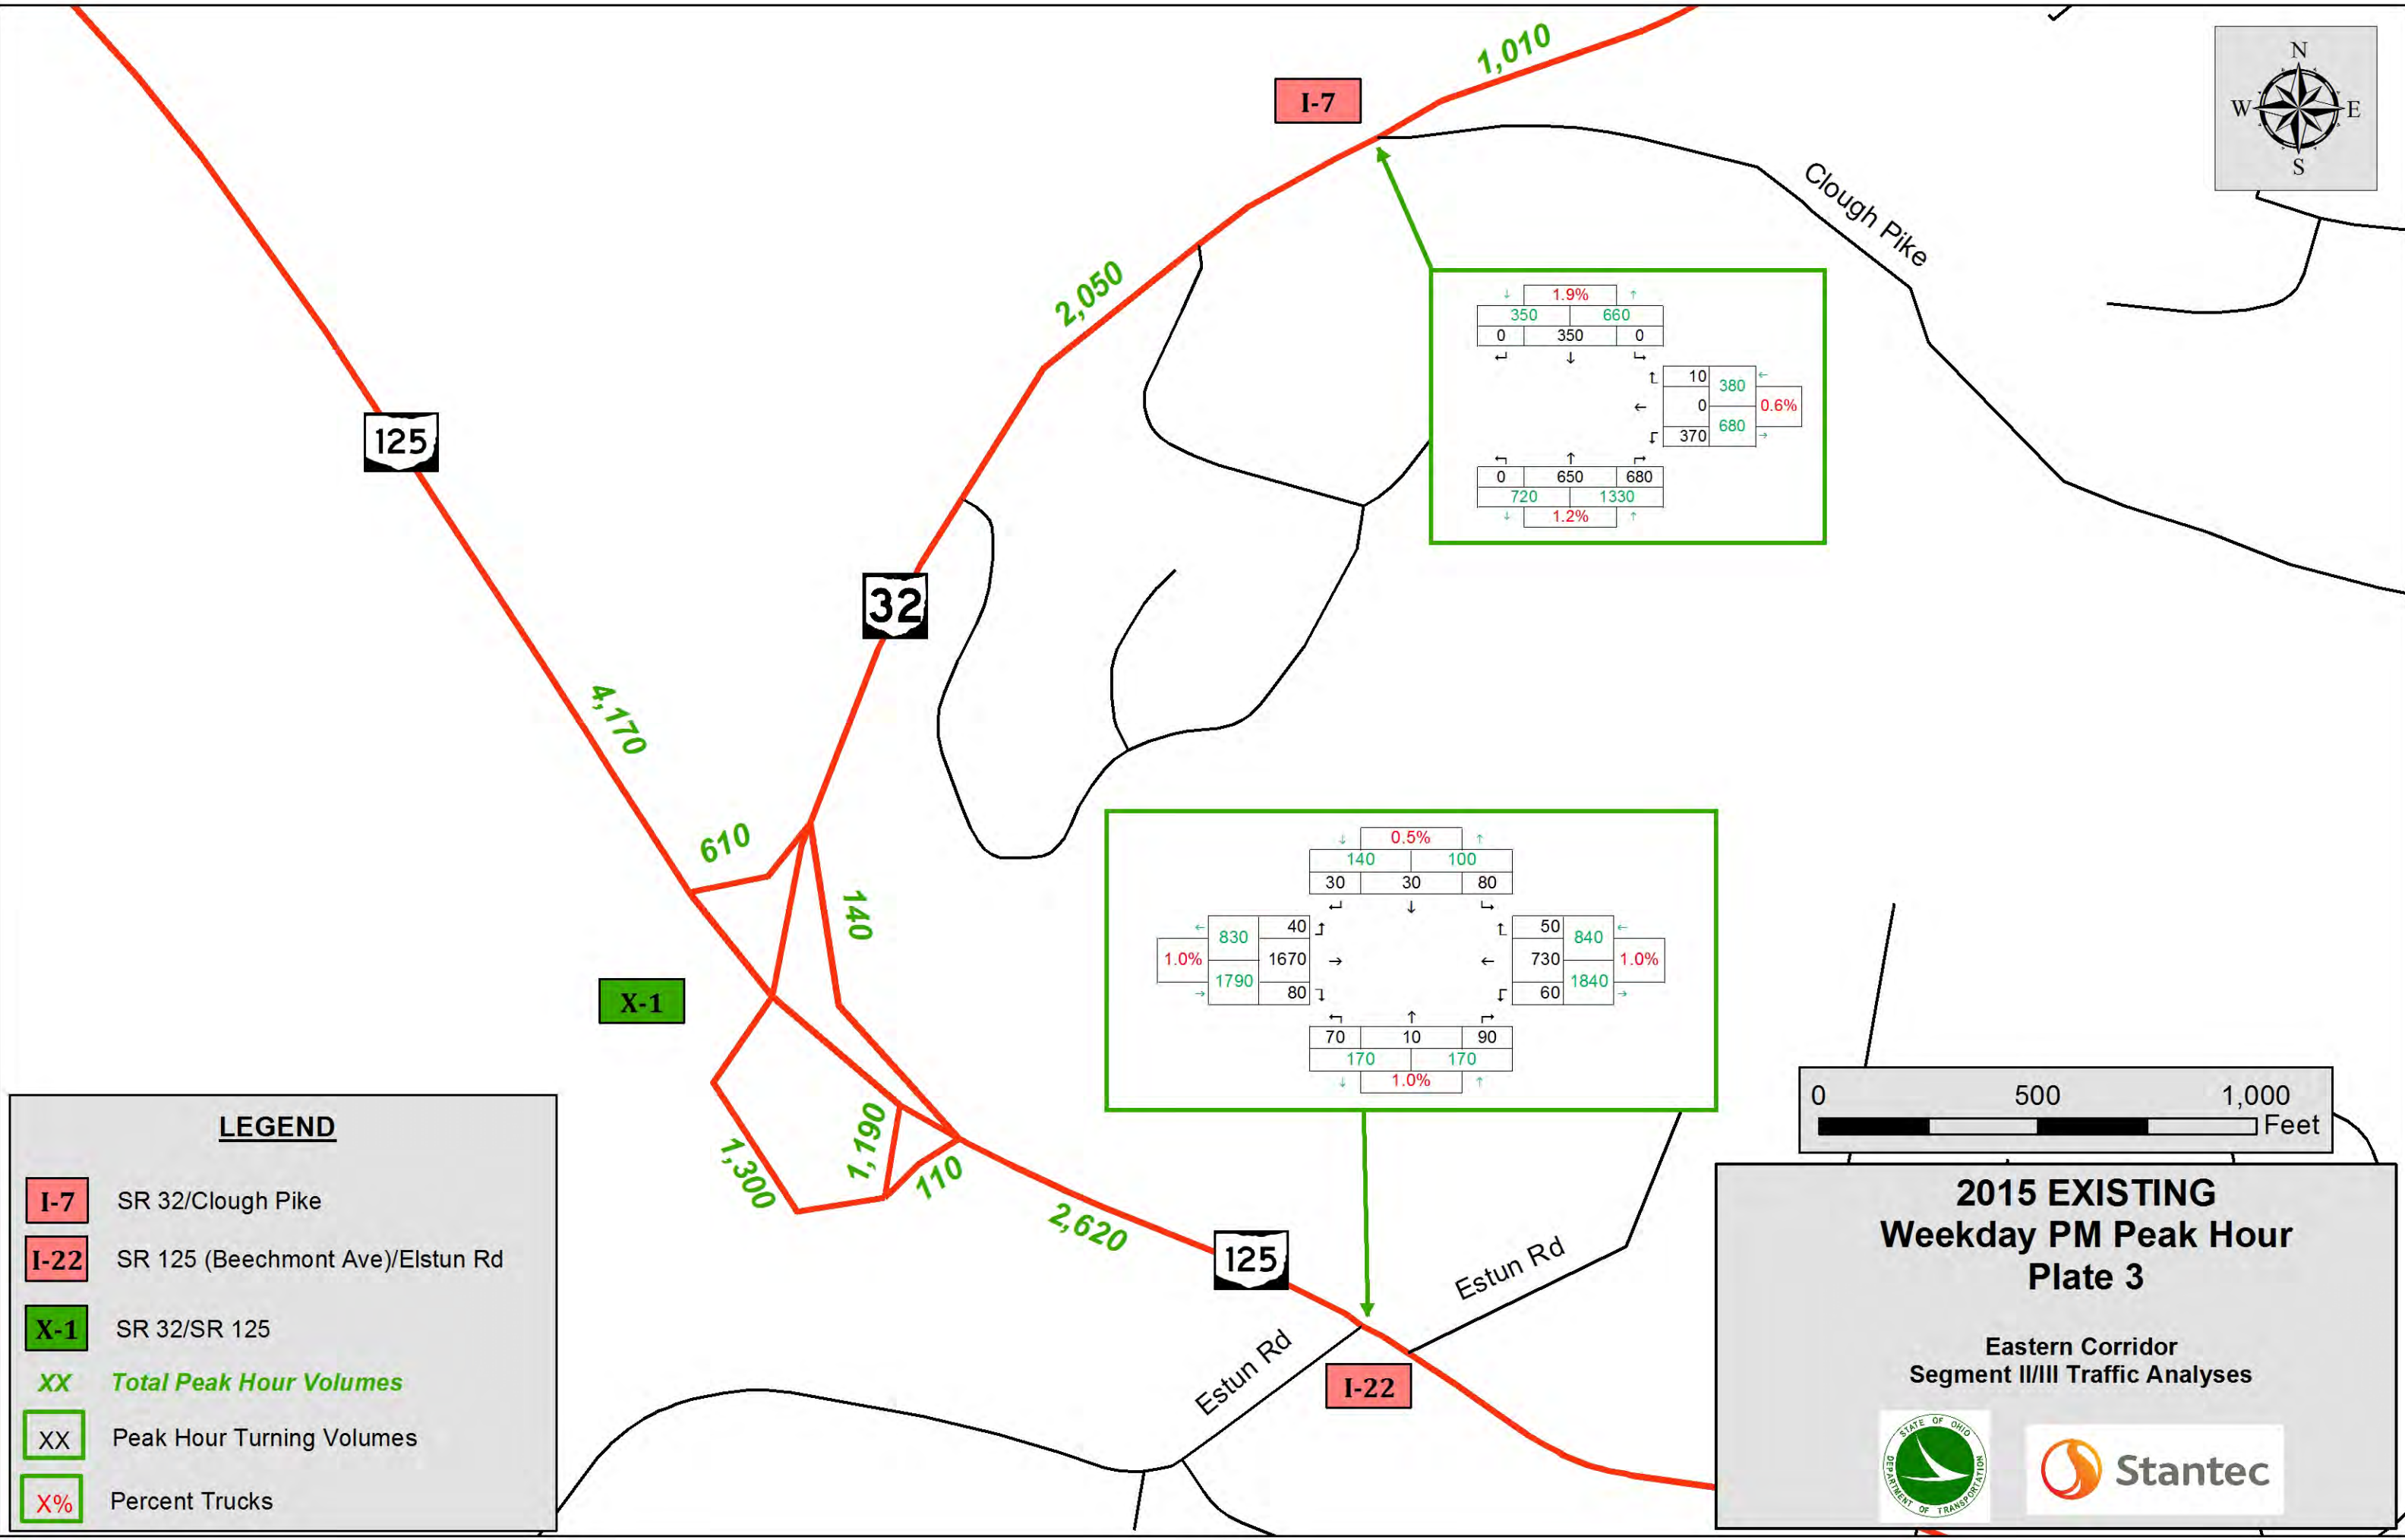 1,010
N
W E
S
I-7
Clough Pike
2,050
1.9%
350 660
0 350 0
10
380
0
0.6%
680
370
0 650 680
720 1330
1.2%
125
32
4,170
610
140
X-1
0.5%
140 100
30 30 80
40 50
830 840
1.0% 1670 730 1.0%
1790 1840
80 60
70 10 90
170 170
1.0%
1,300
1,190
110
2,620
125
Estun Rd
Estun Rd
I-22
0 500 1,000
Feet
LEGEND
I-7 SR 32/Clough Pike
I-22 SR 125 (Beechmont Ave)/Elstun Rd
X-1 SR 32/SR 125
XX Total Peak Hour Volumes
XX Peak Hour Turning Volumes
X% Percent Trucks
2015 EXISTING
Weekday PM Peak Hour
Plate 3
Eastern Corridor
Segment II/III Traffic Analyses
STATE OF OHIO
DEPARTMENT OF TRANSPORTATION
Stantec